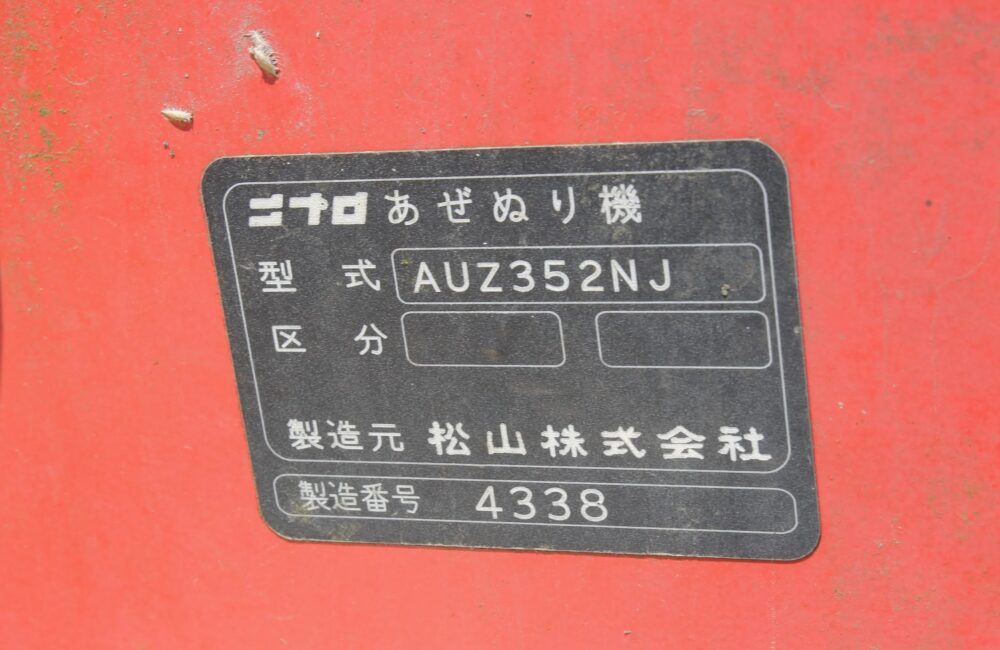 ニプロ あぜぬり機
型式 AUZ352NJ
区分
製造元 松山株式会社
製造番号 4338